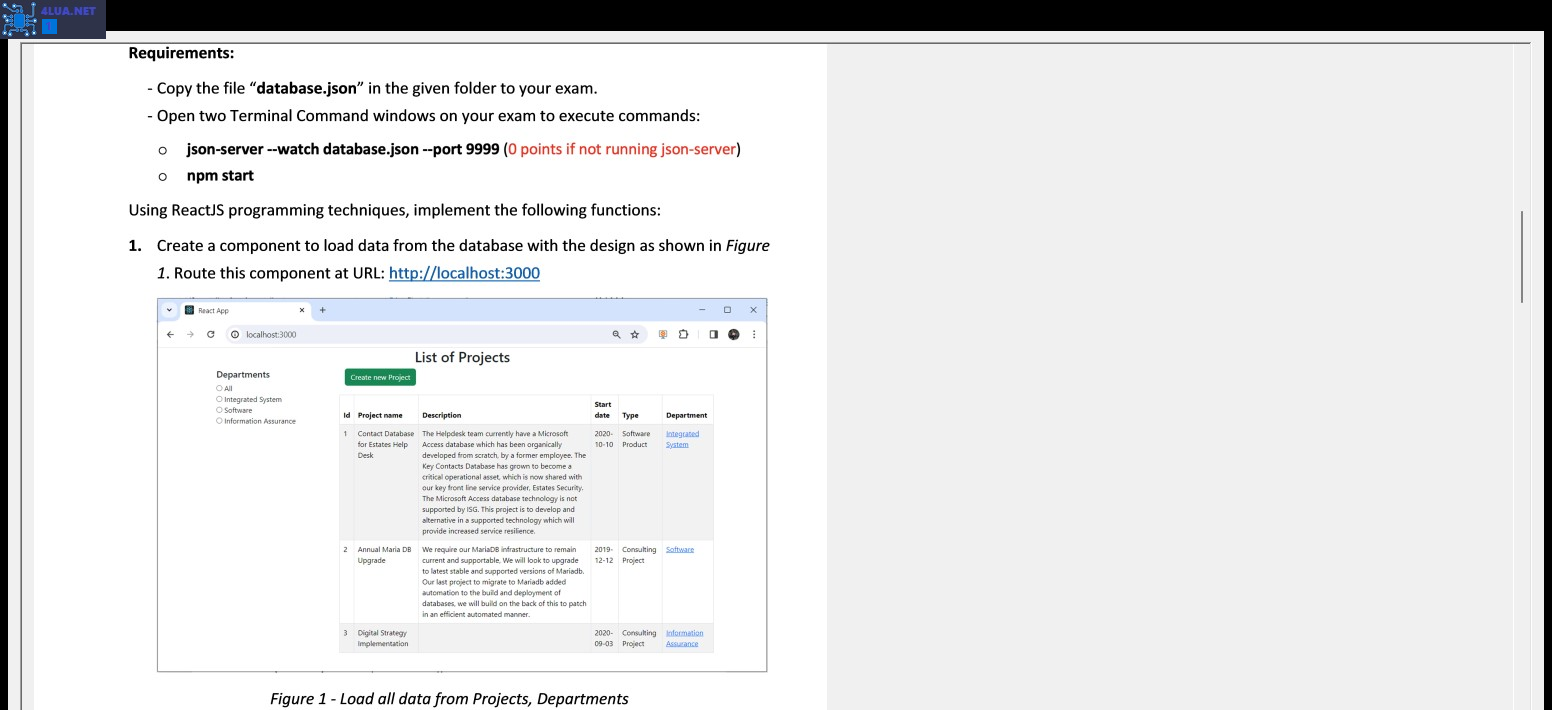 4LUA.NET
Requirements:
- Copy the file “database.json” in the given folder to your exam.
- Open two Terminal Command windows on your exam to execute commands:
o json-server --watch database.json --port 9999 (0 points if not running json-server)
o npm start
Using ReactJS programming techniques, implement the following functions:
1. Create a component to load data from the database with the design as shown in Figure
1. Route this component at URL: http://localhost:3000
React App
localhost:3000
List of Projects
Departments
All
Integrated System
Software
Information Assurance
Create new Project
Id Project name Description Start date Type Department
1 Contact Database The Helpdesk team currently have a Microsoft 2020- Software Integrated
for Estates Help Access database which has been organically 10-10 Product System
Desk developed from scratch, by a former employee. The
Key Contacts Database has grown to become a
critical operational asset, which is now shared with
our key front line service provider, Estates Security.
The Microsoft Access database technology is not
supported by ISG. This project is to develop and
alternative in a supported technology which will
provide increased service resilience.
2 Annual Maria DB We require our MariaDB infrastructure to remain 2019- Consulting Software
Upgrade current and supportable. We will look to upgrade 12-12 Project
to latest stable and supported versions of Mariadb.
Our last project to migrate to Mariadb added
automation to the build and deployment of
databases, we will build on the back of this to patch
in an efficient automated manner.
3 Digital Strategy 2020- Consulting Information
Implementation 09-03 Project Assurance
Figure 1 - Load all data from Projects, Departments